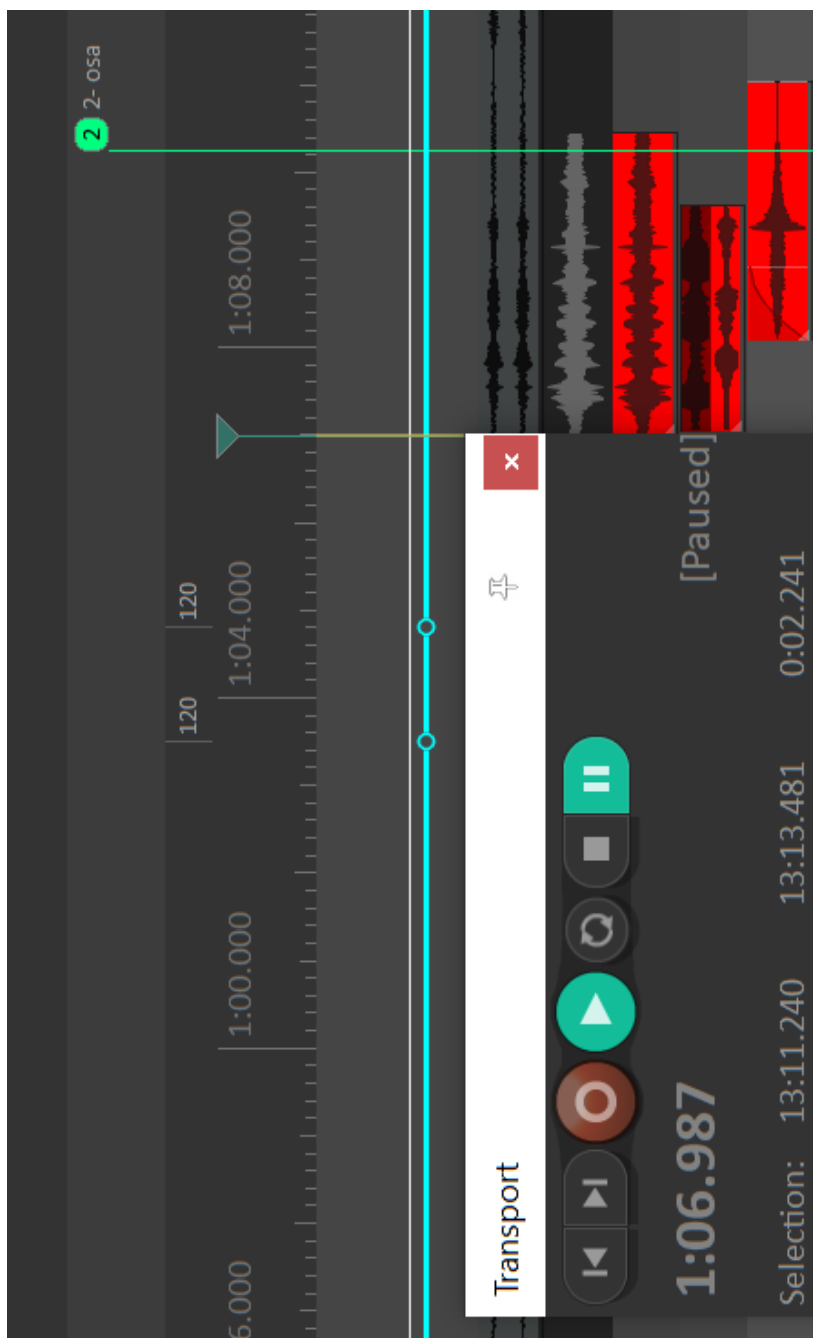 2 2- osa
120 120
6.000 1:00.000 1:04.000 1:08.000
Transport
1:06.987 [Paused]
Selection: 13:11.240 13:13.481 0:02.241